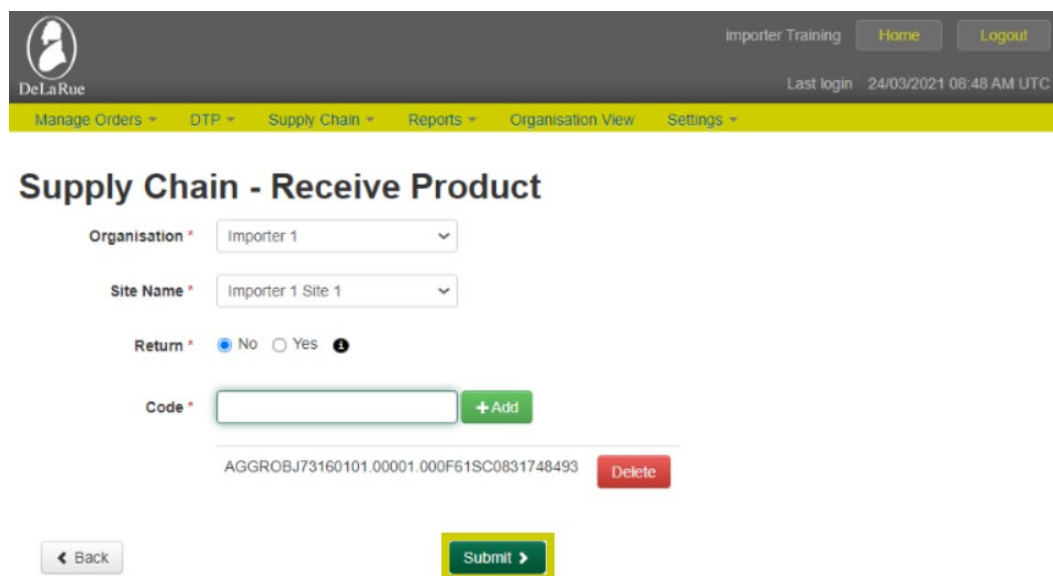 importer Training Home Logout
DeLaRue
Last login 24/03/2021 08:48 AM UTC
Manage Orders DTP Supply Chain Reports Organisation View Settings
Supply Chain - Receive Product
Organisation * Importer 1
Site Name * Importer 1 Site 1
Return * No Yes
Code * +Add
AGGROBJ73160101.00001.000F61SC0831748493 Delete
Back Submit